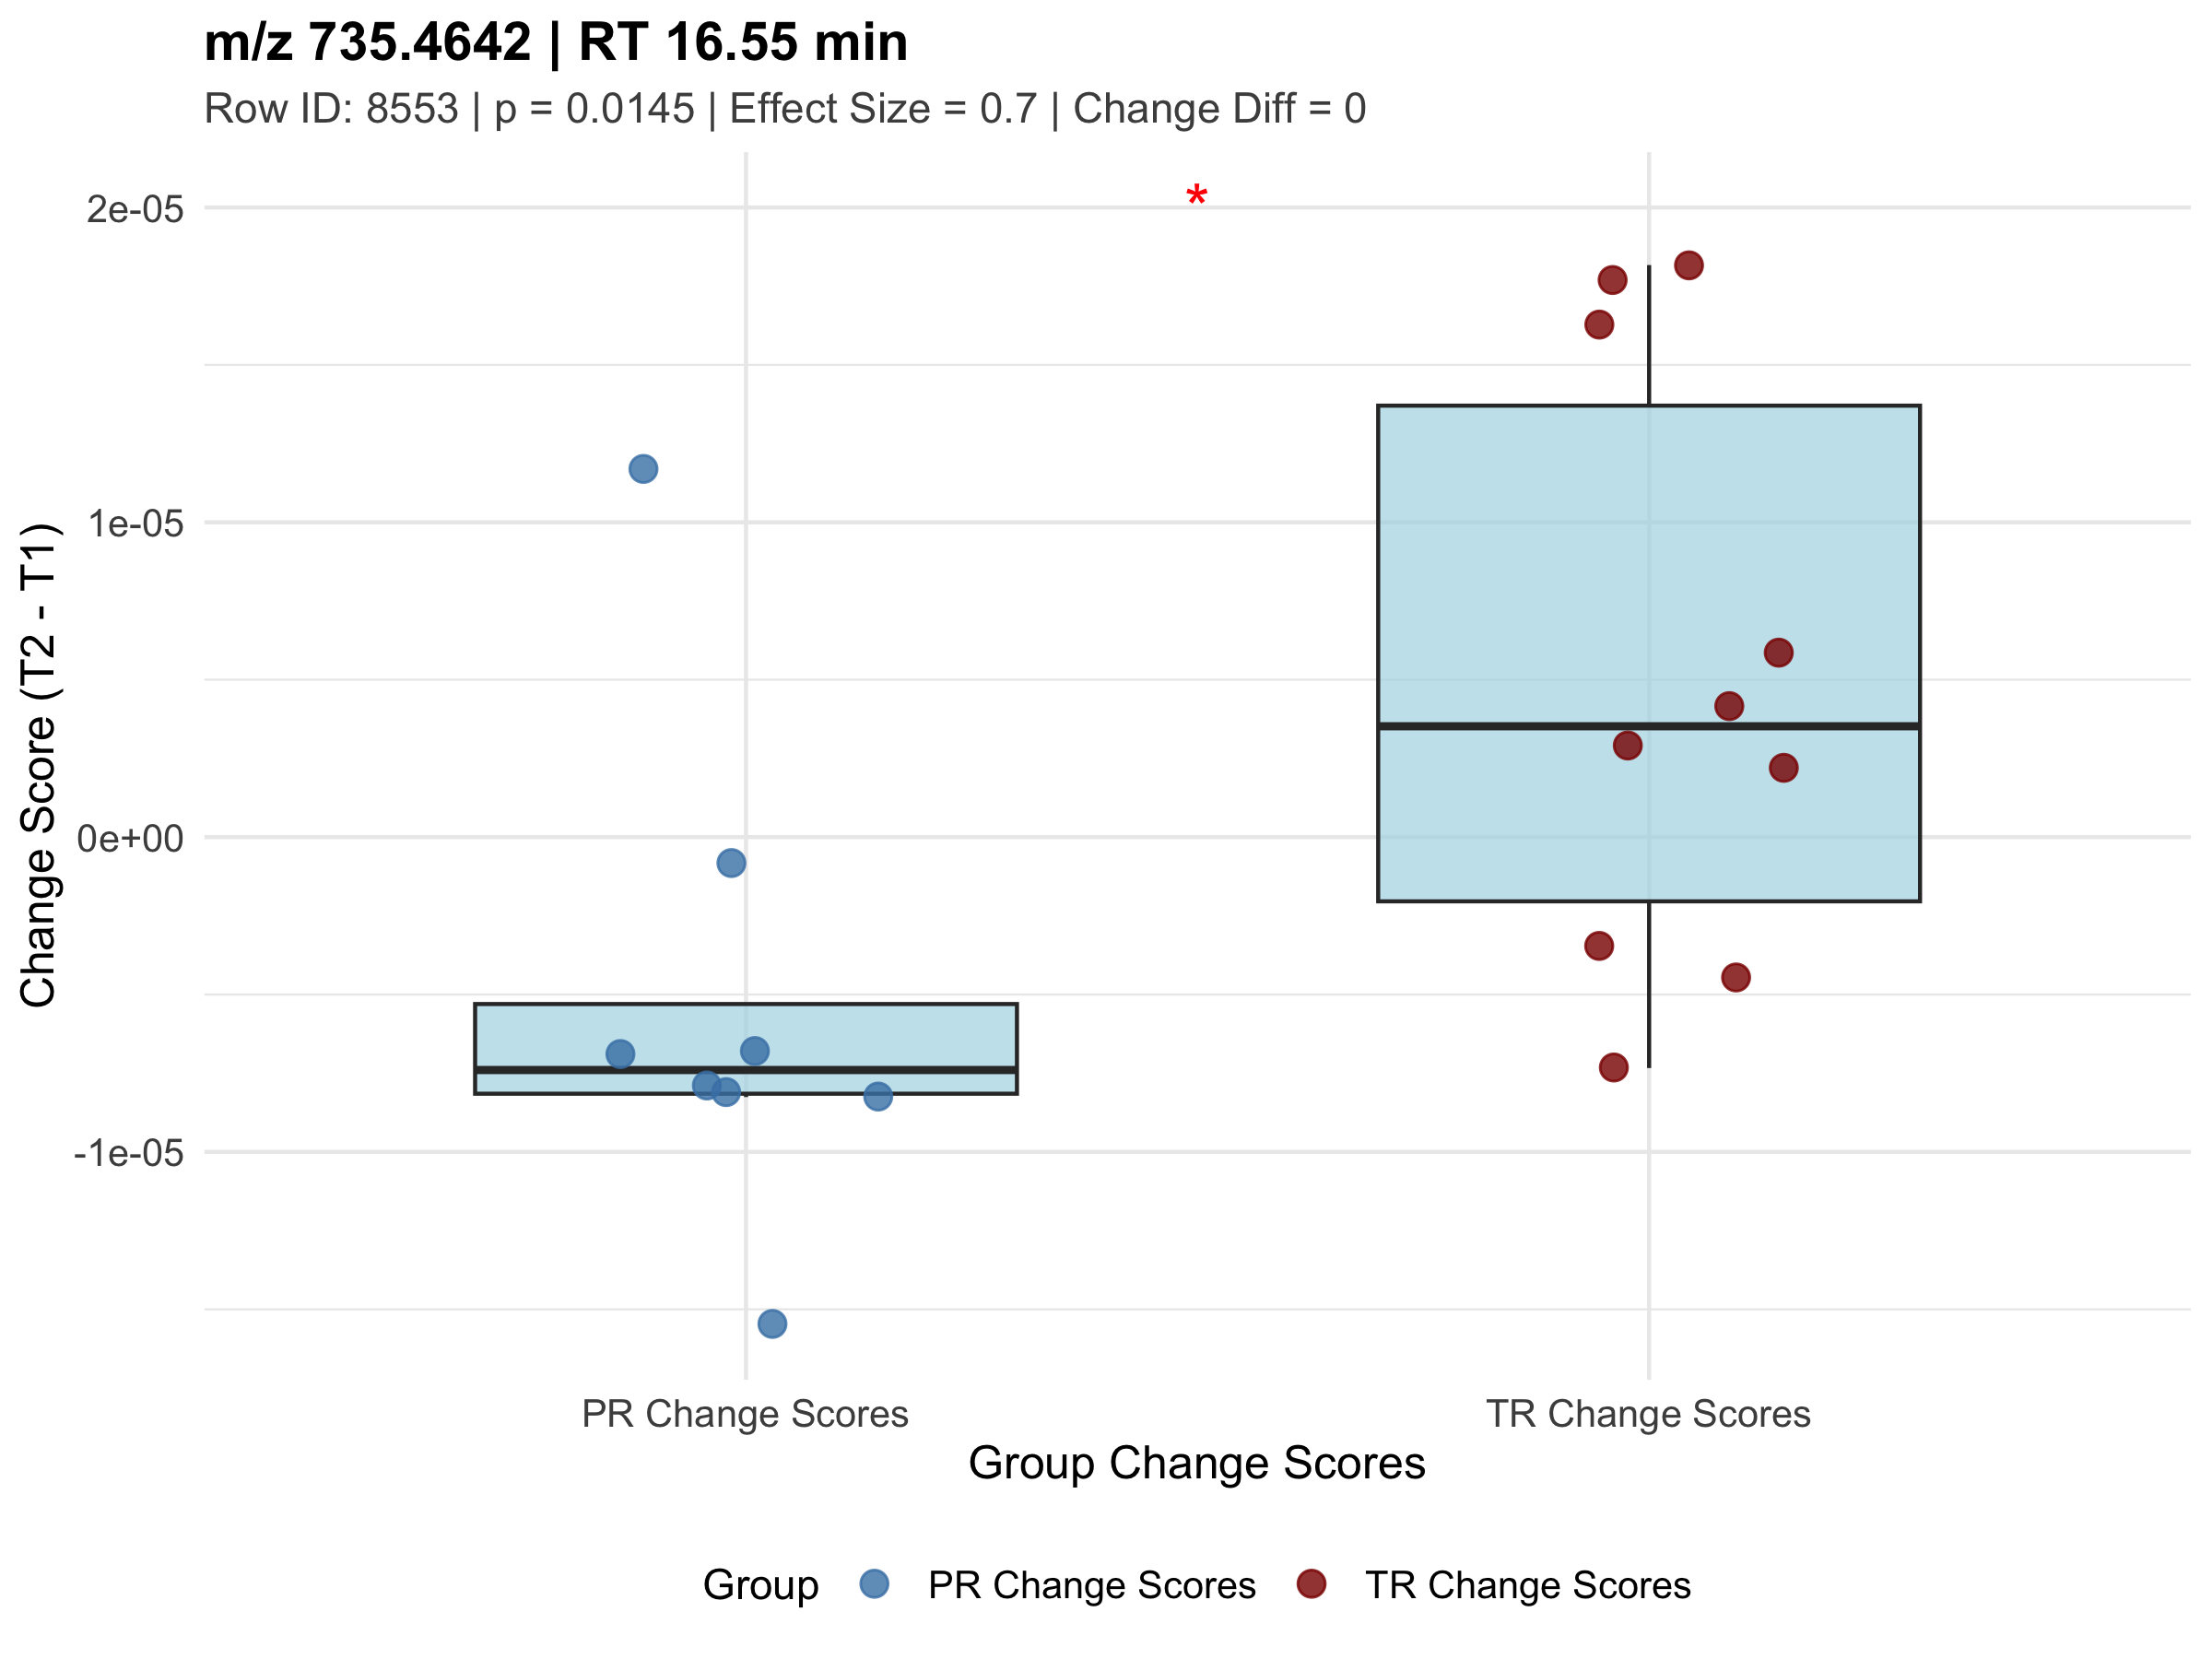 m/z 735.4642 | RT 16.55 min
Row ID: 8553 | p = 0.0145 | Effect Size = 0.7 | Change Diff = 0
*
Change Score (T2 - T1)
2e-05
1e-05
0e+00
-1e-05
PR Change Scores
TR Change Scores
Group Change Scores
Group PR Change Scores TR Change Scores